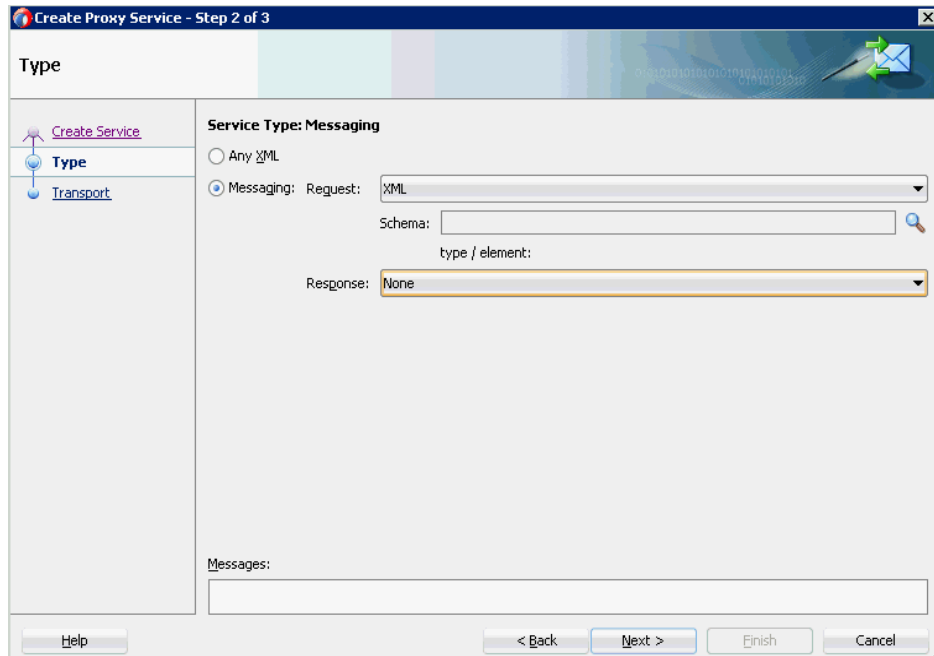 Create Proxy Service - Step 2 of 3
Type
Create Service
Type
Transport
Service Type: Messaging
Any XML
Messaging: Request: XML
Schema:
type / element:
Response: None
Messages:
Help < Back Next > Finish Cancel